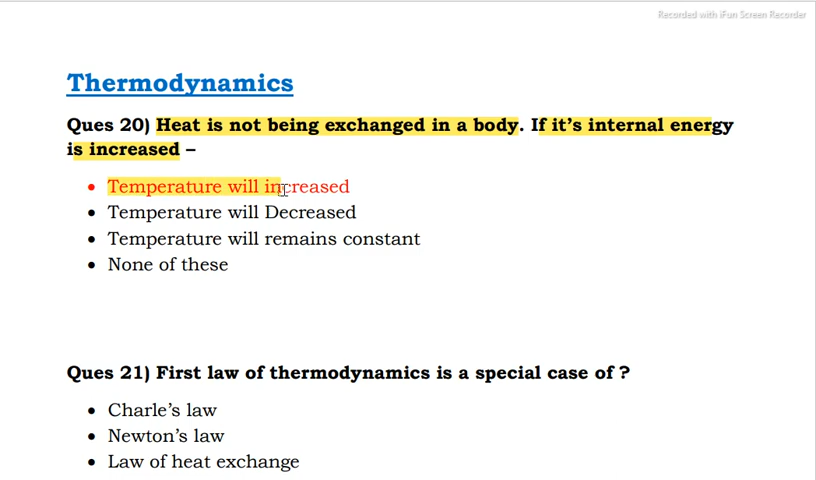 Recorded with iFun Screen Recorder
Thermodynamics
Ques 20) Heat is not being exchanged in a body. If it's internal energy
is increased –
• Temperature will increased
• Temperature will Decreased
• Temperature will remains constant
• None of these
Ques 21) First law of thermodynamics is a special case of ?
• Charle's law
• Newton's law
• Law of heat exchange